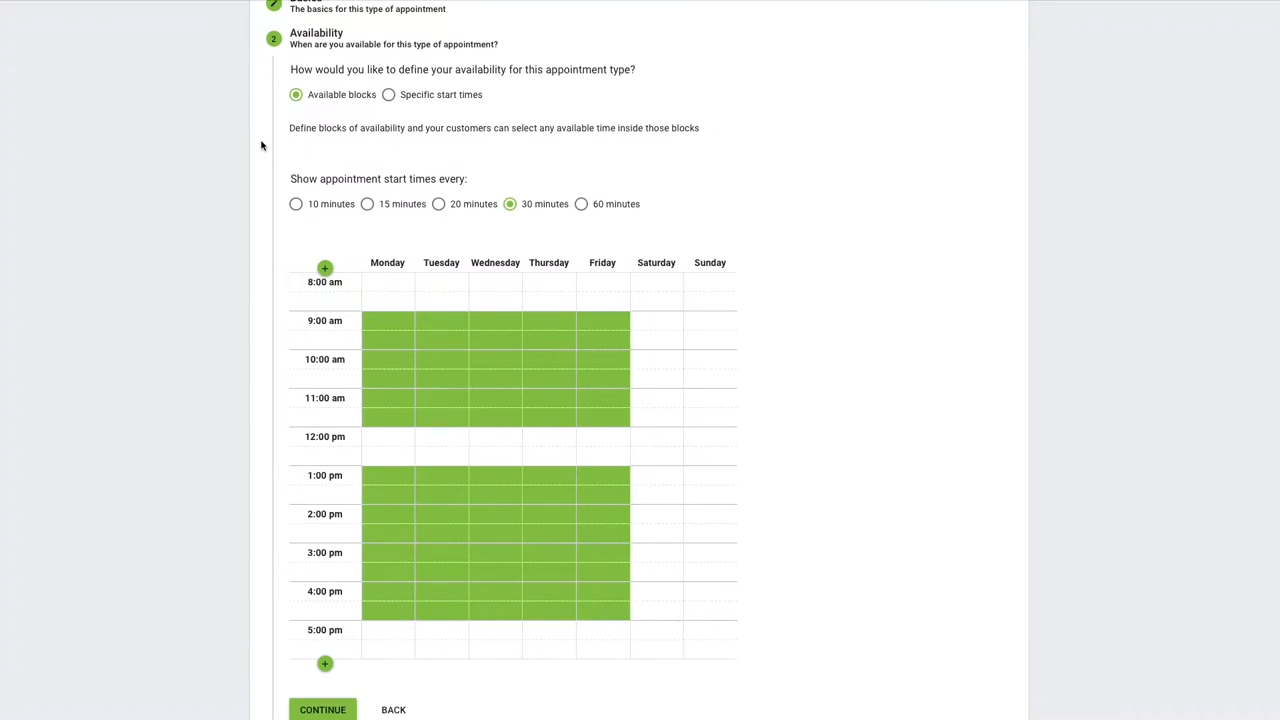 Basics
The basics for this type of appointment
2
Availability
When are you available for this type of appointment?
How would you like to define your availability for this appointment type?
Available blocks Specific start times
Define blocks of availability and your customers can select any available time inside those blocks
Show appointment start times every:
10 minutes 15 minutes 20 minutes 30 minutes 60 minutes
+ Monday Tuesday Wednesday Thursday Friday Saturday Sunday
8:00 am
9:00 am
10:00 am
11:00 am
12:00 pm
1:00 pm
2:00 pm
3:00 pm
4:00 pm
5:00 pm
+
CONTINUE BACK